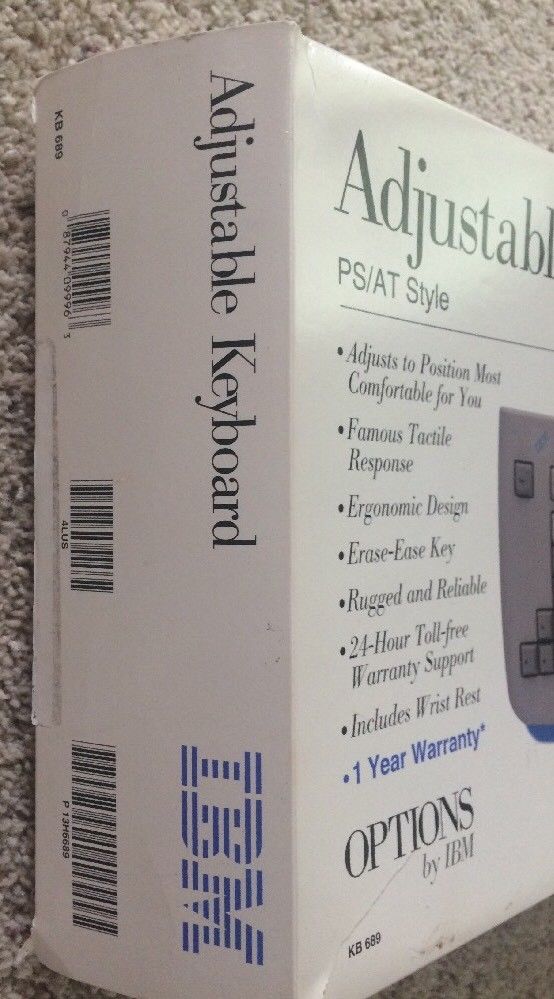 KB 689
0 87944 09996 3
4LUS
P 13H6689
Adjustable Keyboard
IBM
Adjustabl
PS/AT Style
• Adjusts to Position Most
Comfortable for You
• Famous Tactile
Response
• Ergonomic Design
• Erase-Ease Key
• Rugged and Reliable
• 24-Hour Toll-free
Warranty Support
• Includes Wrist Rest
• 1 Year Warranty*
OPTIONS
by IBM
KB 689